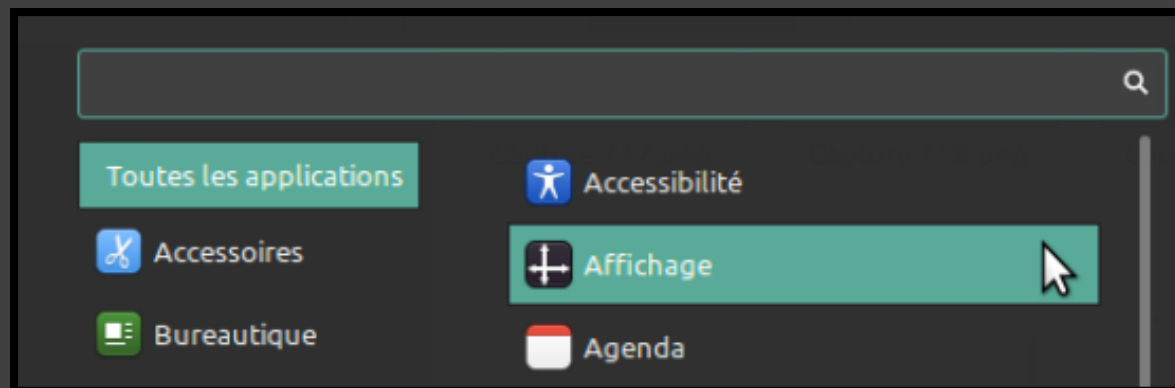 Toutes les applications
Accessoires
Bureautique
Accessibilité
Affichage
Agenda